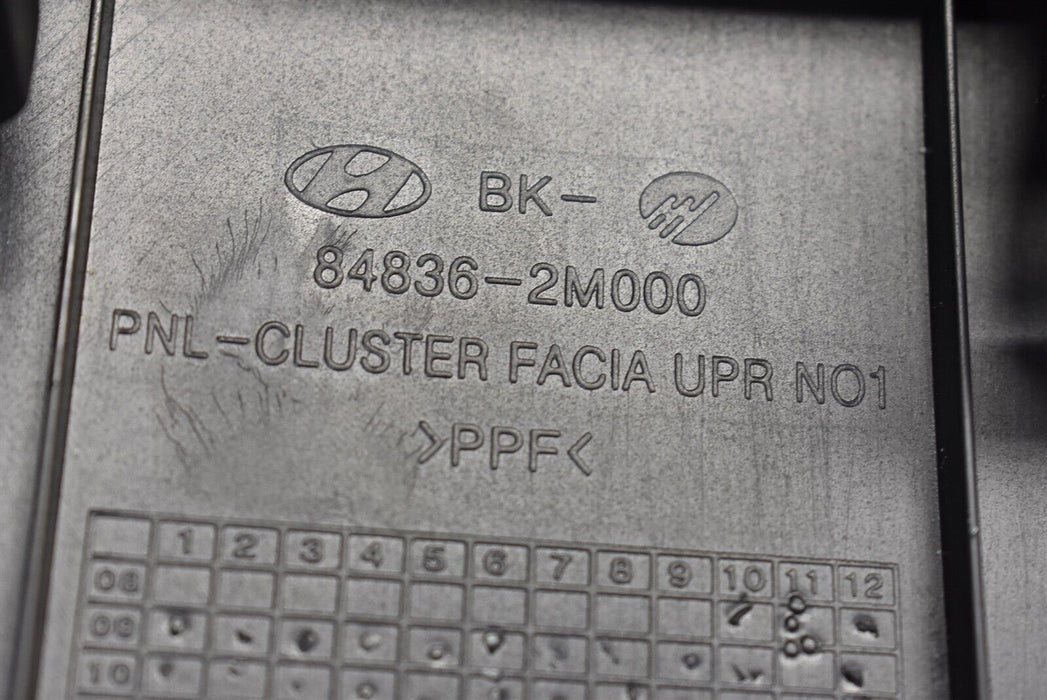 BK-
84836-2M000
PNL-CLUSTER FACIA UPR NO1
>PPF<
1 2 3 4 5 6 7 8 9 10 11 12
08
09
10